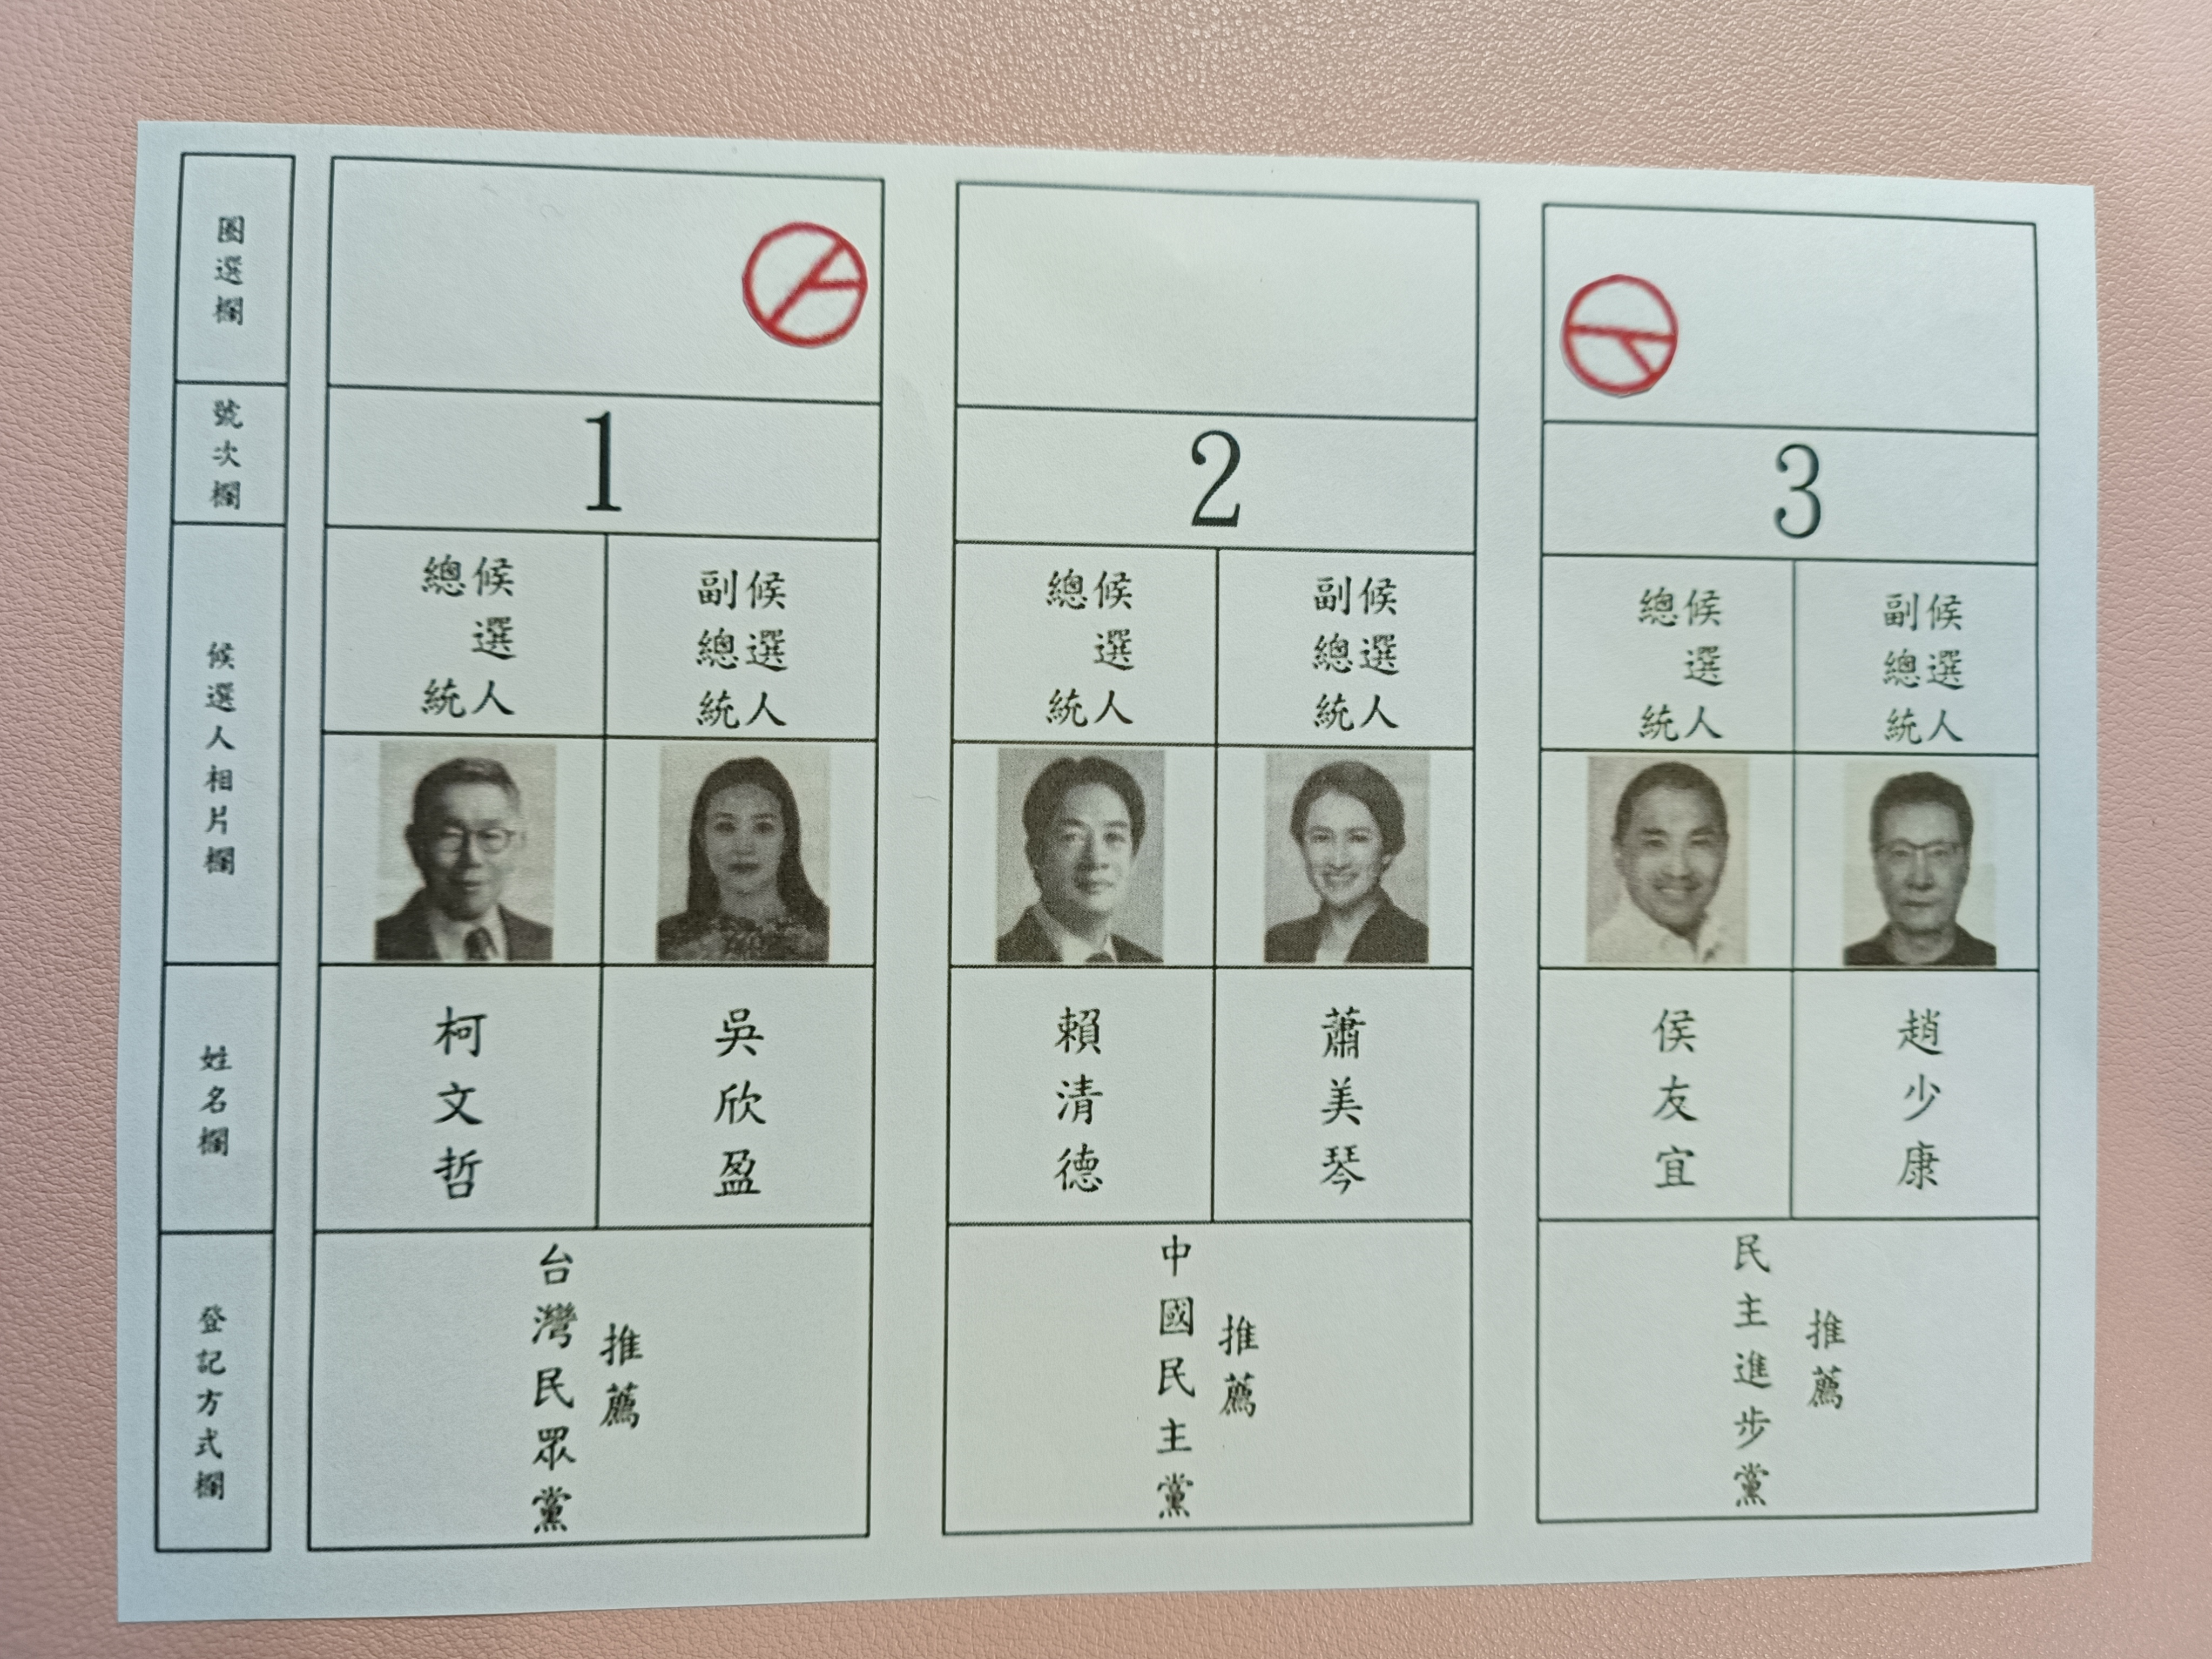 圈選欄
號次欄
候選人相片欄
姓名欄
登記方式欄
1
總統候選人
副總統候選人
柯文哲
吳欣盈
台灣民眾黨
推薦
2
總統候選人
副總統候選人
賴清德
蕭美琴
中國民主黨
推薦
3
總統候選人
副總統候選人
侯友宜
趙少康
民主進步黨
推薦